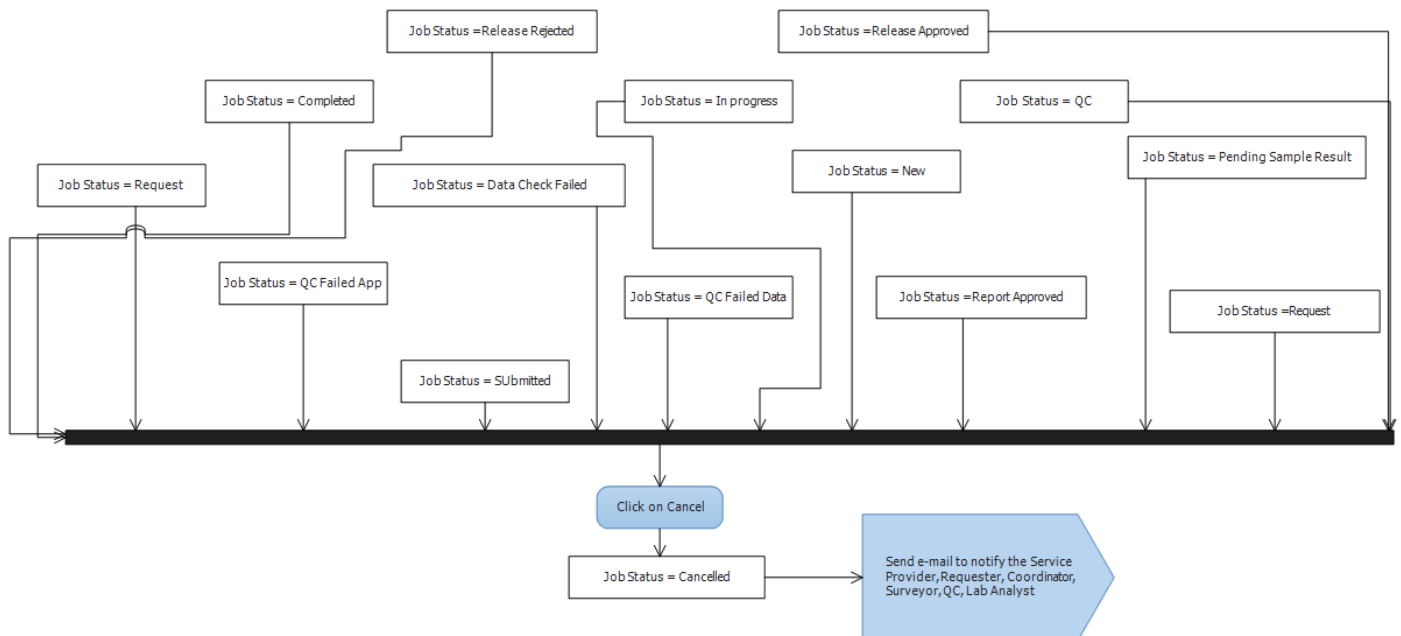 Job Status =Release Rejected
Job Status =Release Approved
Job Status = Completed
Job Status = In progress
Job Status = QC
Job Status = Pending Sample Result
Job Status = Request
Job Status = Data Check Failed
Job Status = New
Job Status = QC Failed App
Job Status = QC Failed Data
Job Status =Report Approved
Job Status =Request
Job Status = SUbmitted
Click on Cancel
Job Status = Cancelled
Send e-mail to notify the Service
Provider,Requester, Coordinator,
Surveyor,QC, Lab Analyst